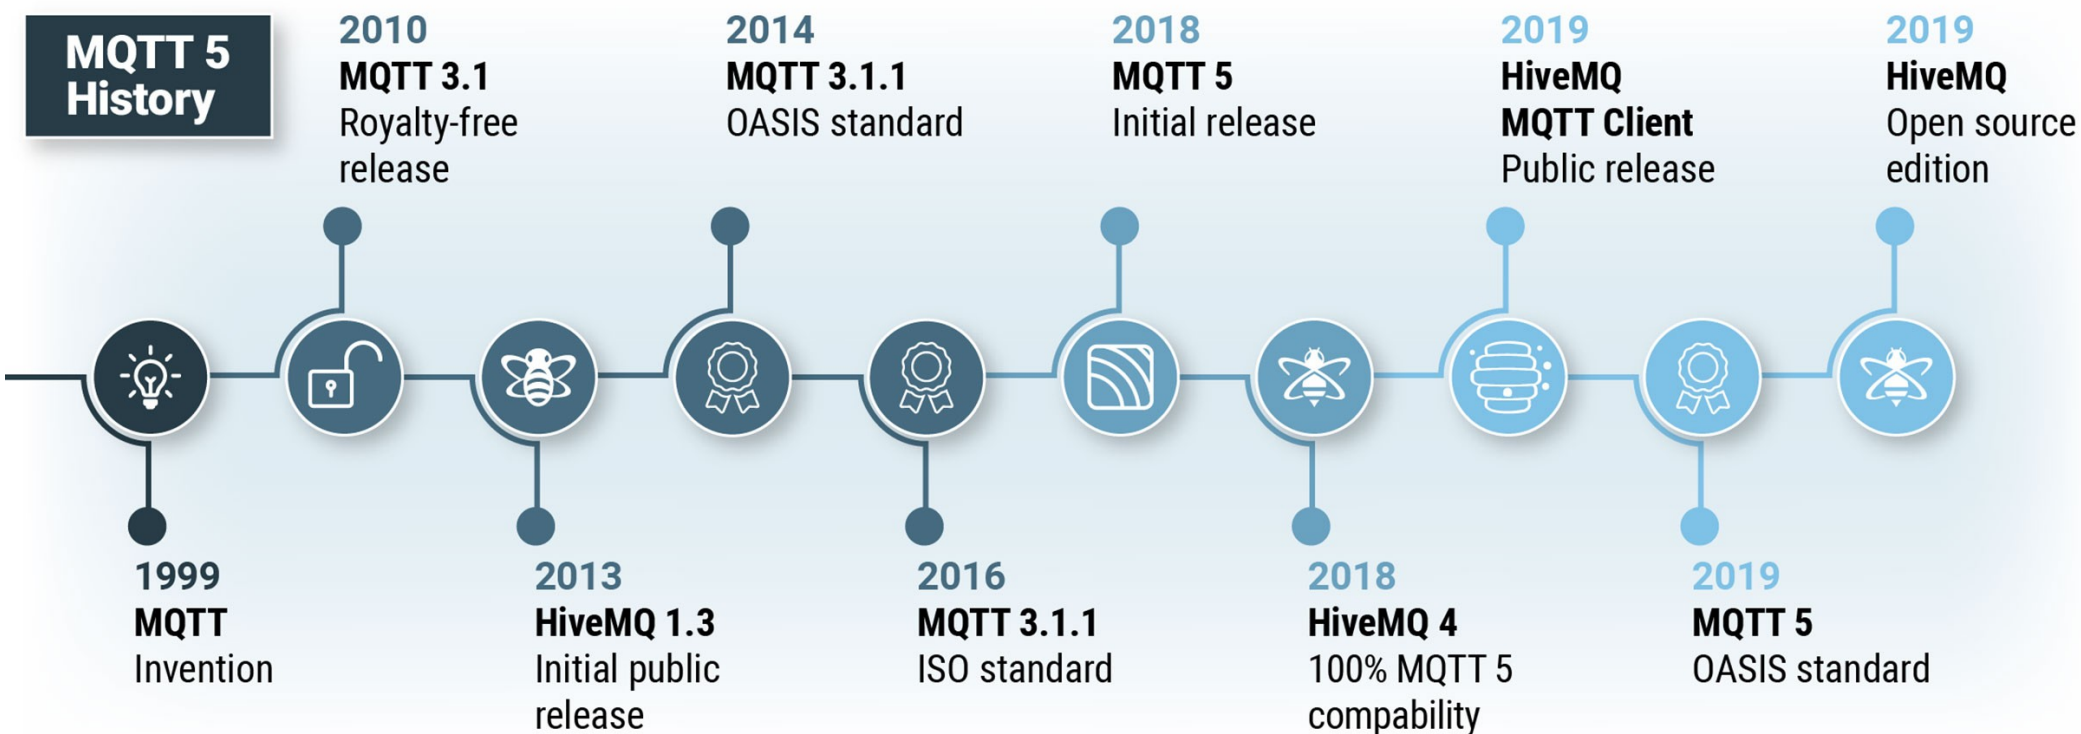 MQTT 5
History
2010
MQTT 3.1
Royalty-free
release
2014
MQTT 3.1.1
OASIS standard
2018
MQTT 5
Initial release
2019
HiveMQ
MQTT Client
Public release
2019
HiveMQ
Open source
edition
1999
MQTT
Invention
2013
HiveMQ 1.3
Initial public
release
2016
MQTT 3.1.1
ISO standard
2018
HiveMQ 4
100% MQTT 5
compability
2019
MQTT 5
OASIS standard